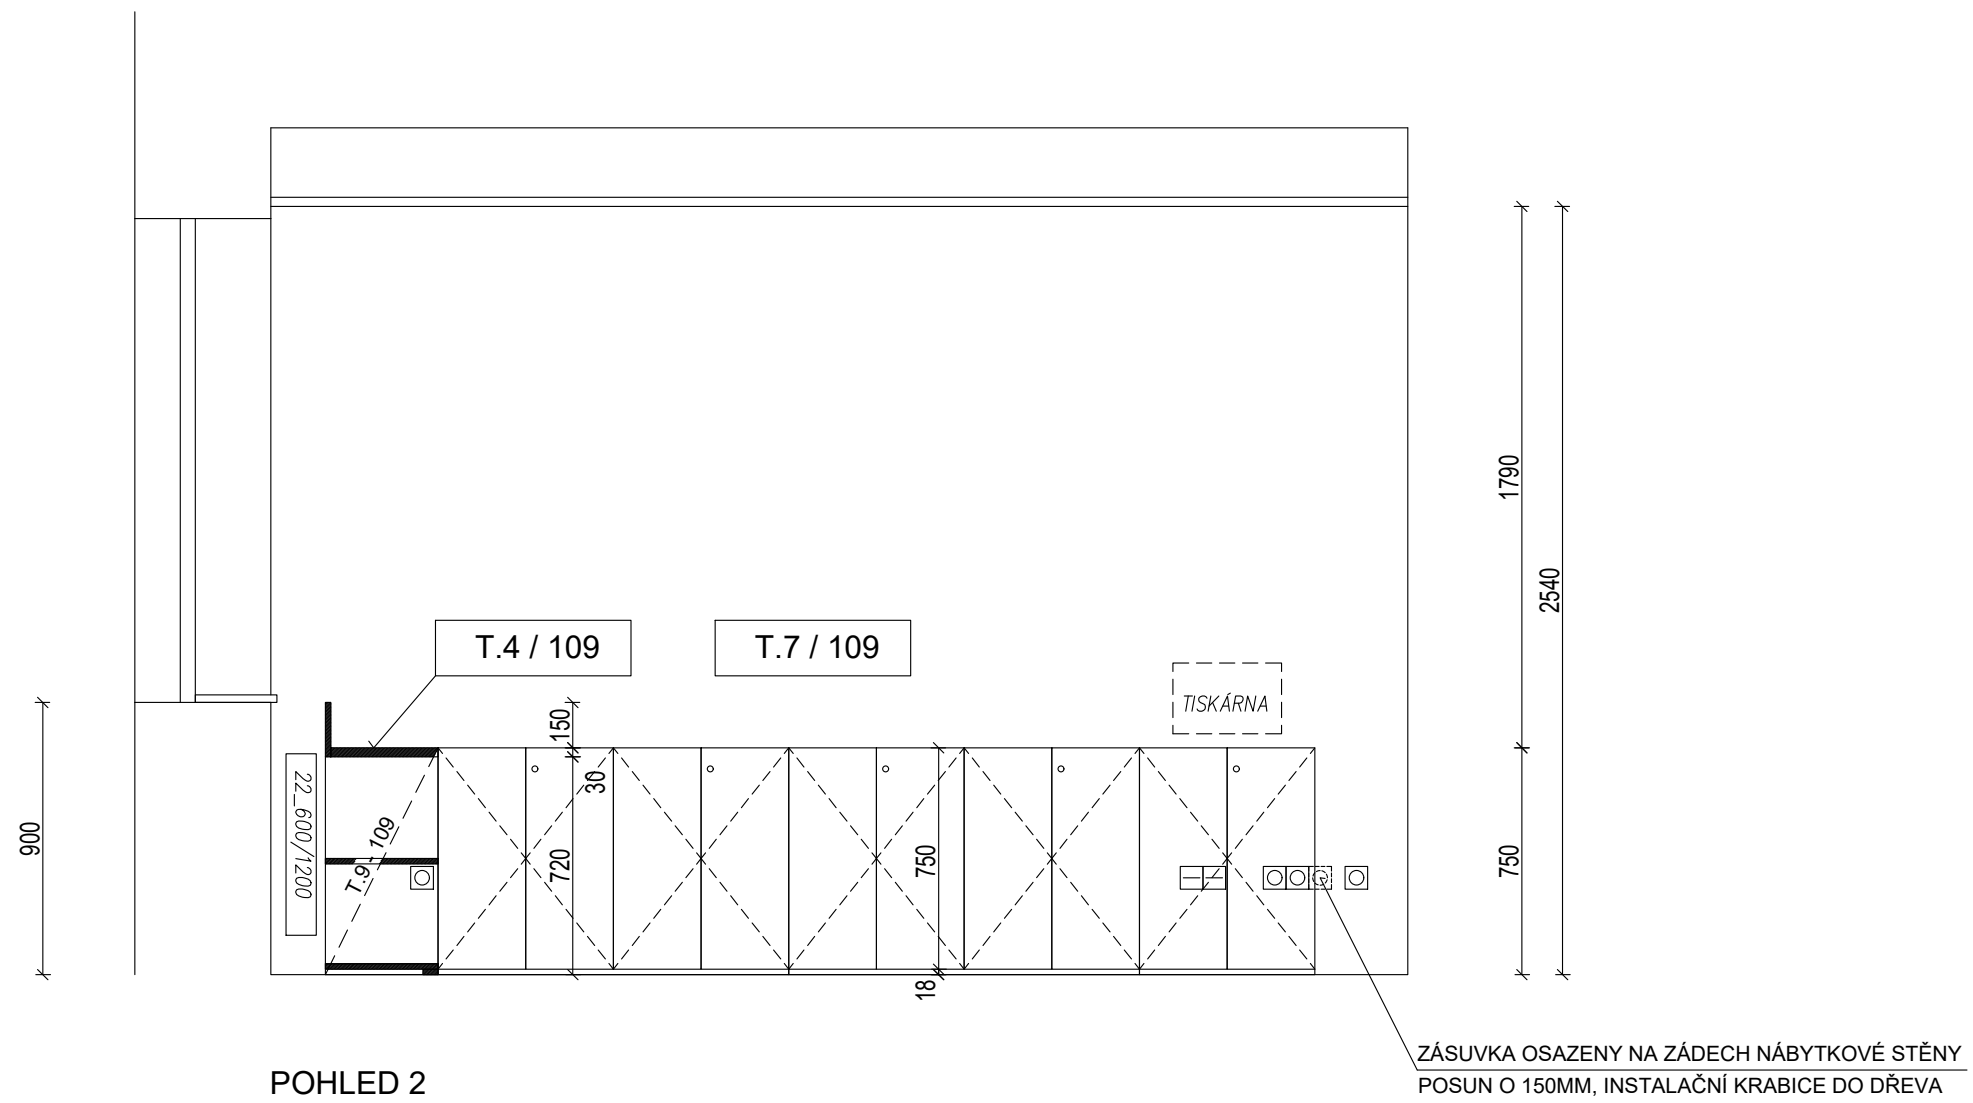 1790
2540
T.4 / 109
T.7 / 109
TISKÁRNA
150
30
900
22_600/1200
T.9 - 109
720
750
750
18
ZÁSUVKA OSAZENY NA ZÁDECH NÁBYTKOVÉ STĚNY
POSUN O 150MM, INSTALAČNÍ KRABICE DO DŘEVA
POHLED 2